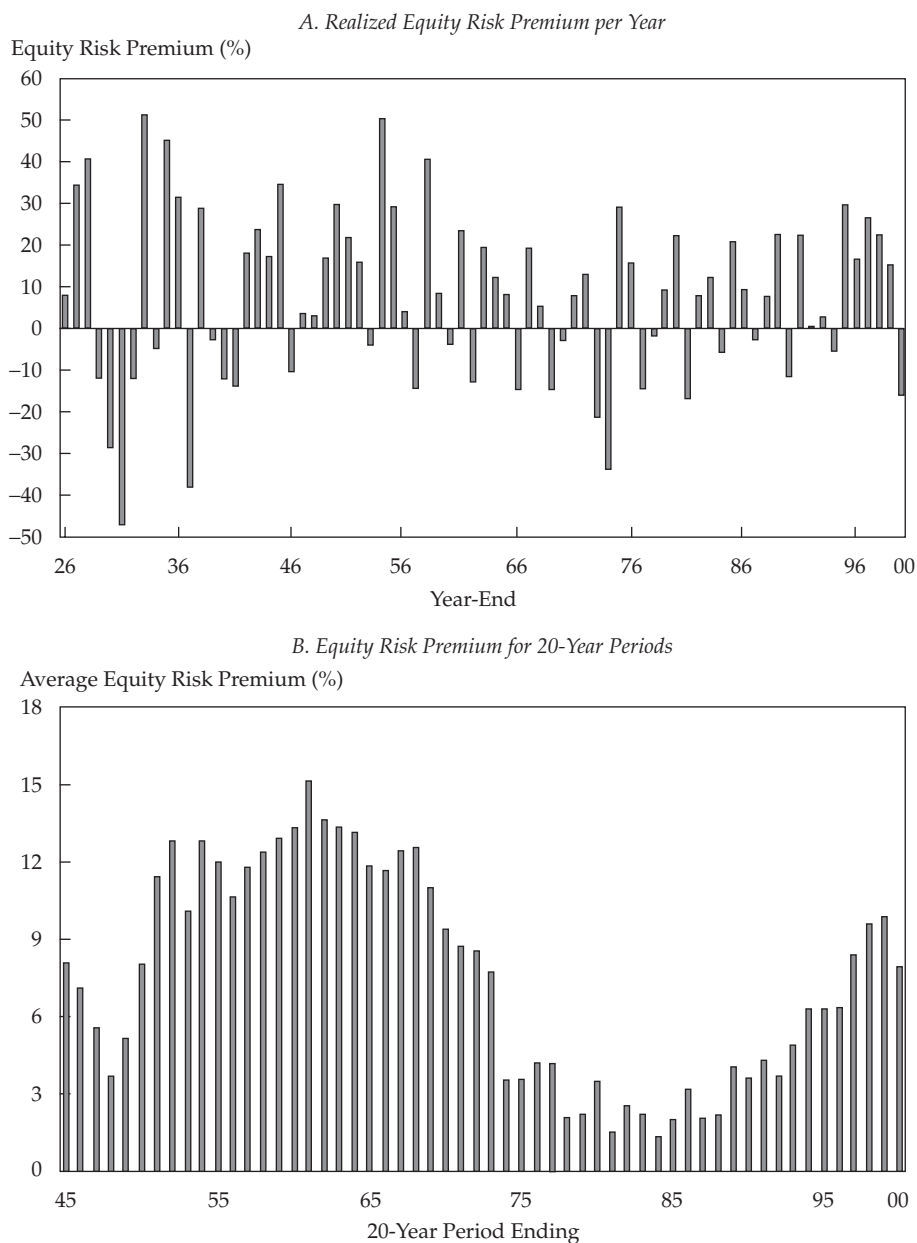 A. Realized Equity Risk Premium per Year
Equity Risk Premium (%)
60
50
40
30
20
10
0
–10
–20
–30
–40
–50
26 36 46 56 66 76 86 96 00
Year-End
B. Equity Risk Premium for 20-Year Periods
Average Equity Risk Premium (%)
18
15
12
9
6
3
0
45 55 65 75 85 95 00
20-Year Period Ending